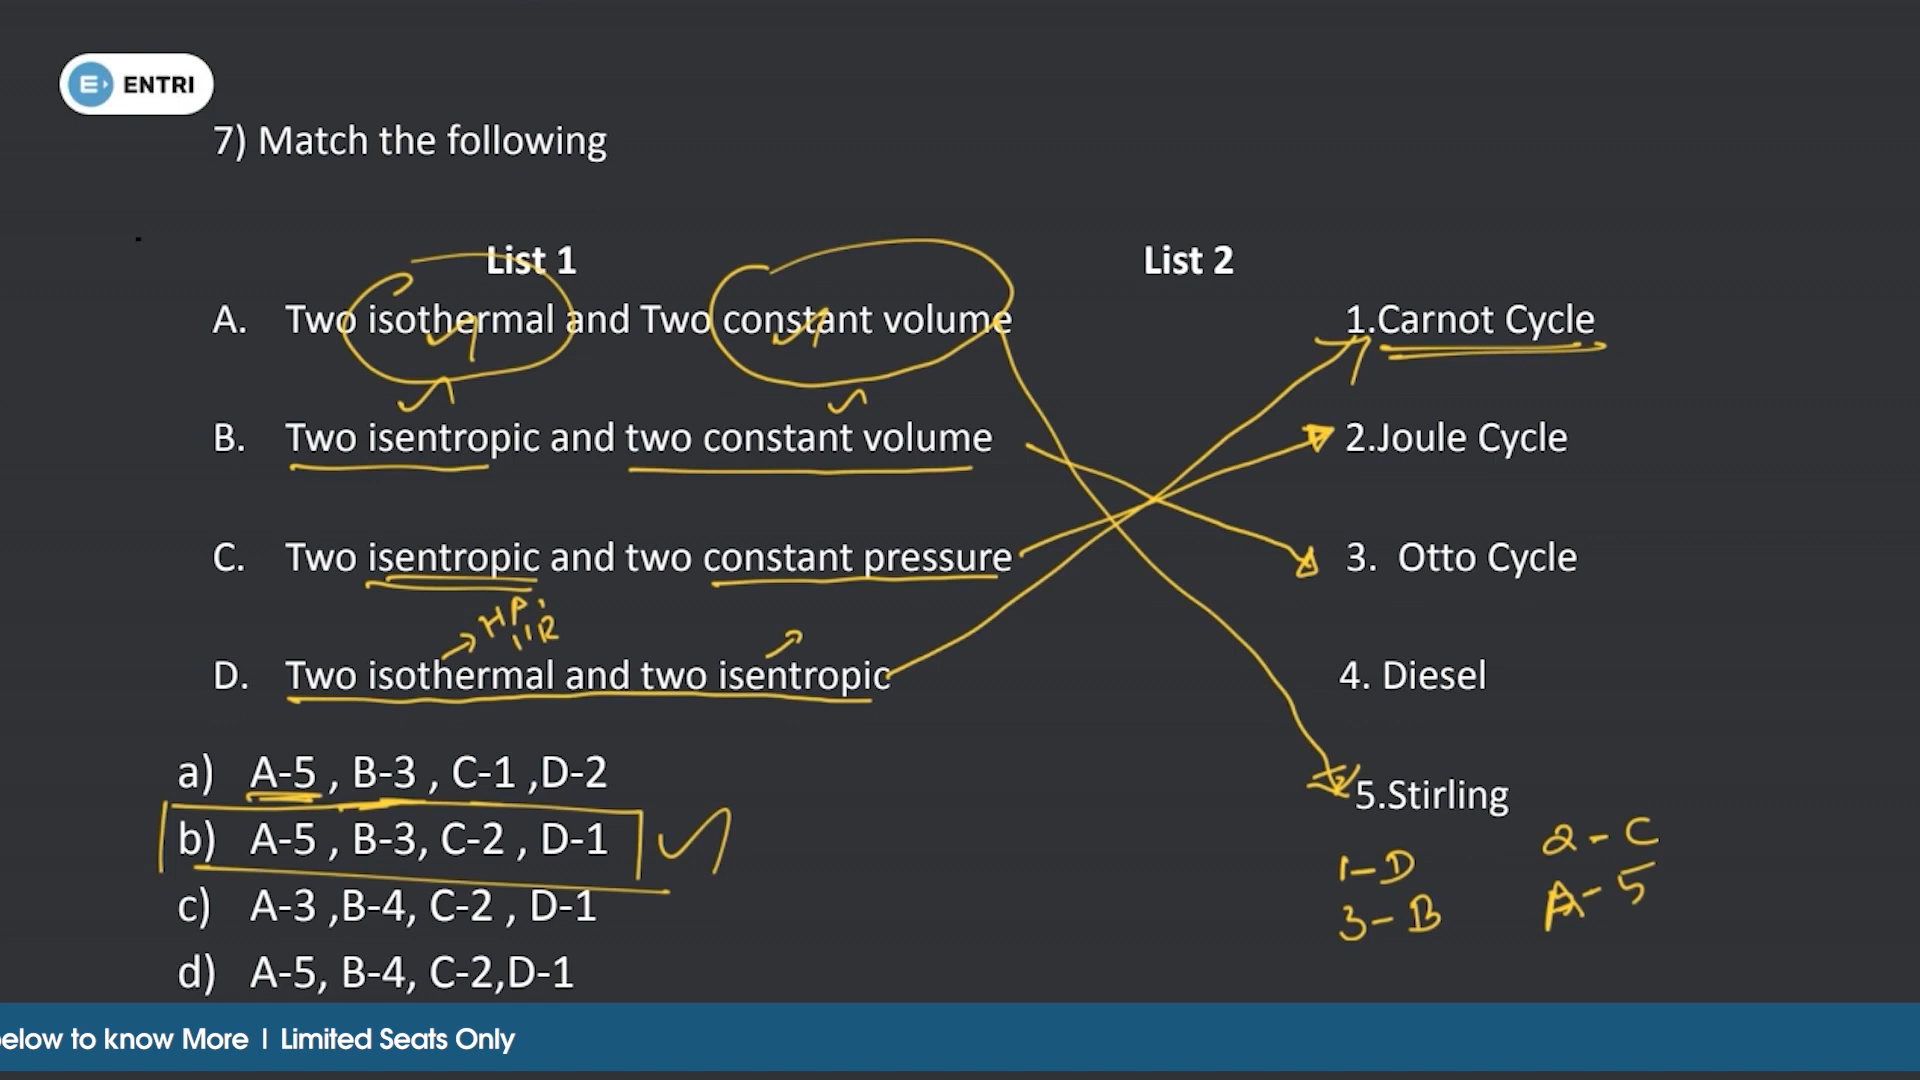 E ENTRI
7) Match the following
List 1 List 2
A. Two isothermal and Two constant volume 1.Carnot Cycle
B. Two isentropic and two constant volume 2.Joule Cycle
C. Two isentropic and two constant pressure 3. Otto Cycle
D. Two isothermal and two isentropic 4. Diesel
a) A-5 , B-3 , C-1 ,D-2
5.Stirling
b) A-5 , B-3, C-2 , D-1
2-C
1-D
A-5
3-B
c) A-3 ,B-4, C-2 , D-1
d) A-5, B-4, C-2,D-1
elow to know More | Limited Seats Only